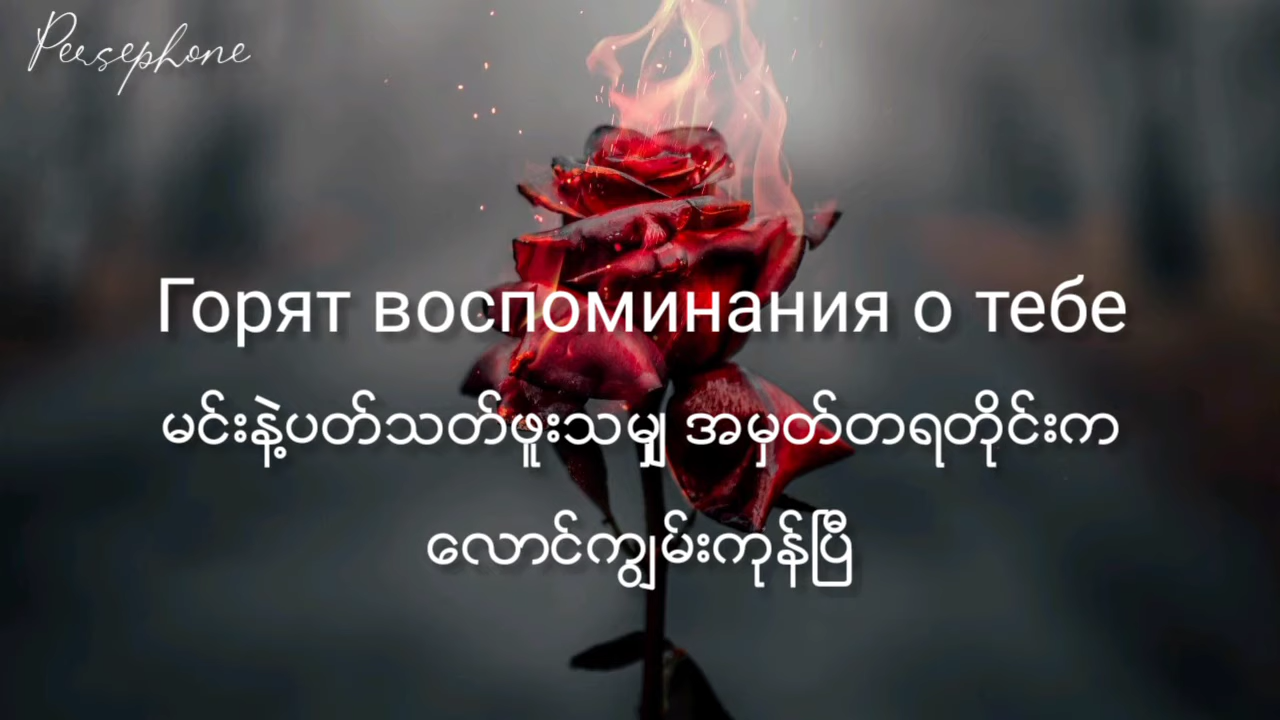 Persephone
Горят воспоминания о тебе
မင်းနဲ့ပတ်သတ်ဖူးသမျှ အမှတ်တရတိုင်းက
လောင်ကျွမ်းကုန်ပြီ